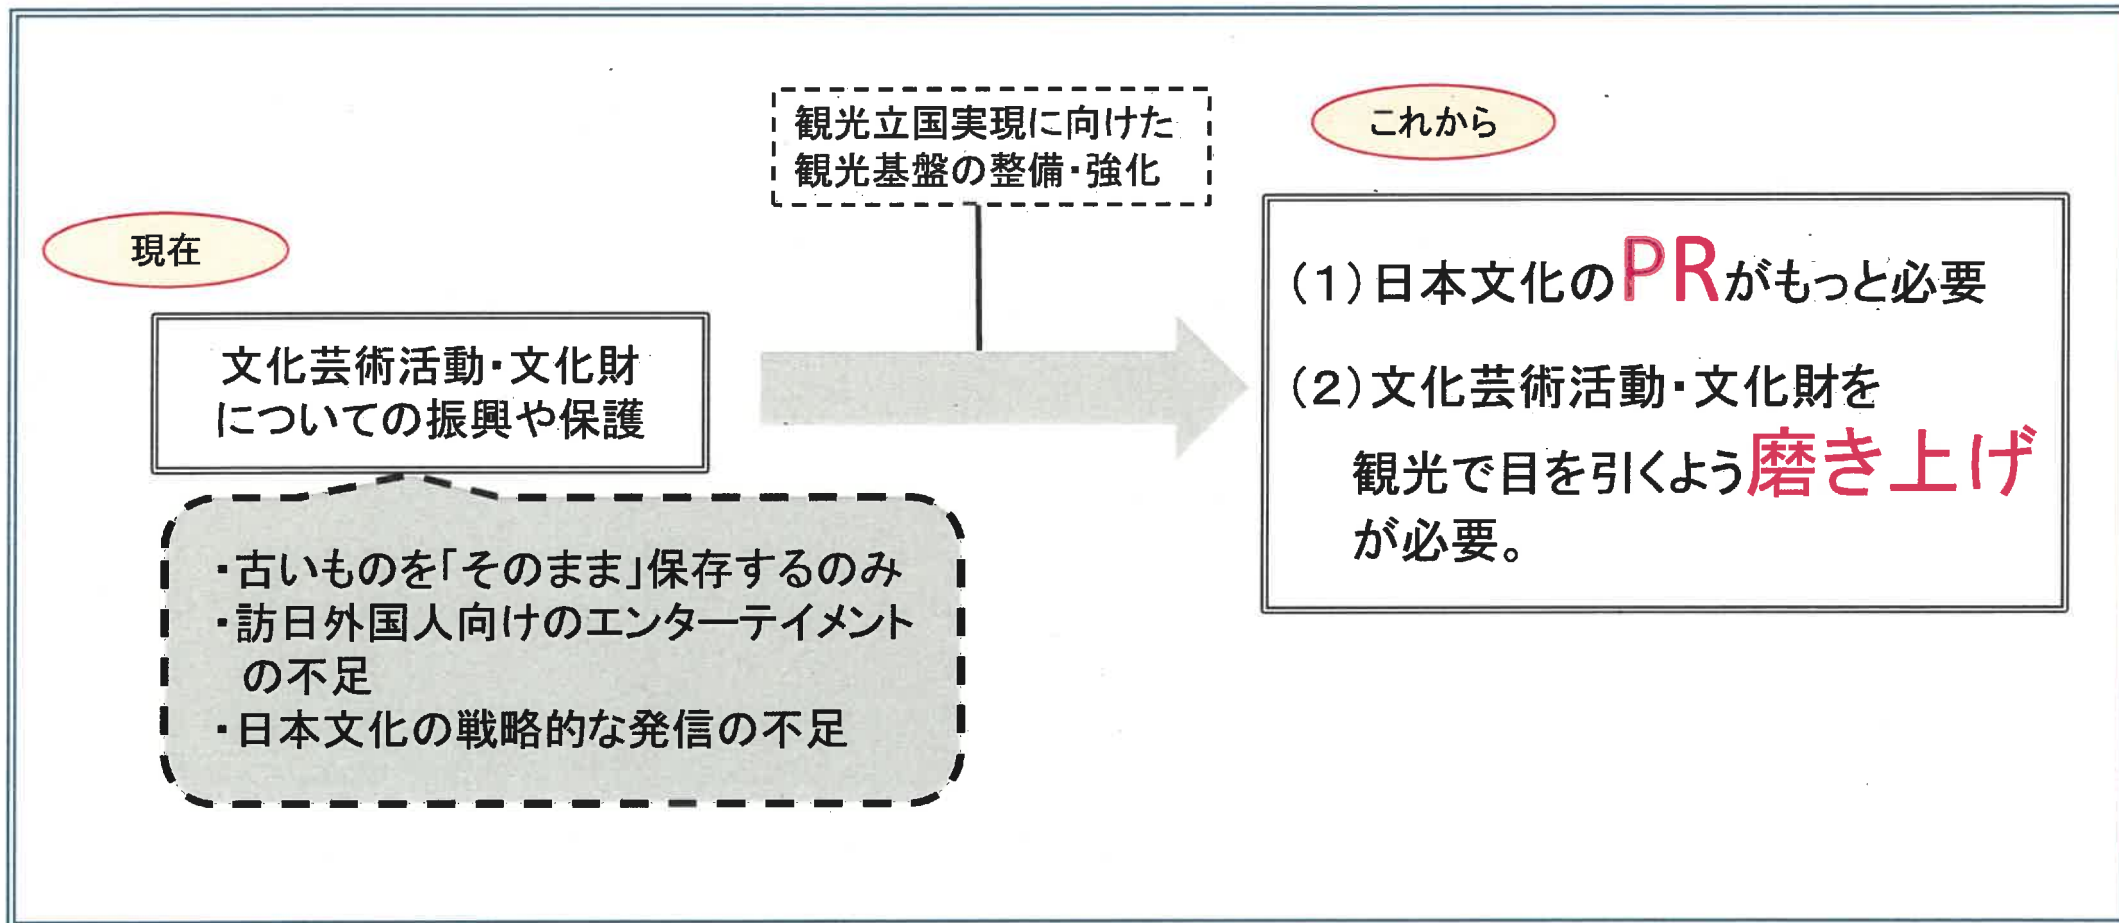 現在
文化芸術活動・文化財
についての振興や保護
・古いものを「そのまま」保存するのみ
・訪日外国人向けのエンターテイメント
の不足
・日本文化の戦略的な発信の不足
観光立国実現に向けた
観光基盤の整備・強化
これから
(1)日本文化のPRがもっと必要
(2)文化芸術活動・文化財を
観光で目を引くよう磨き上げ
が必要。